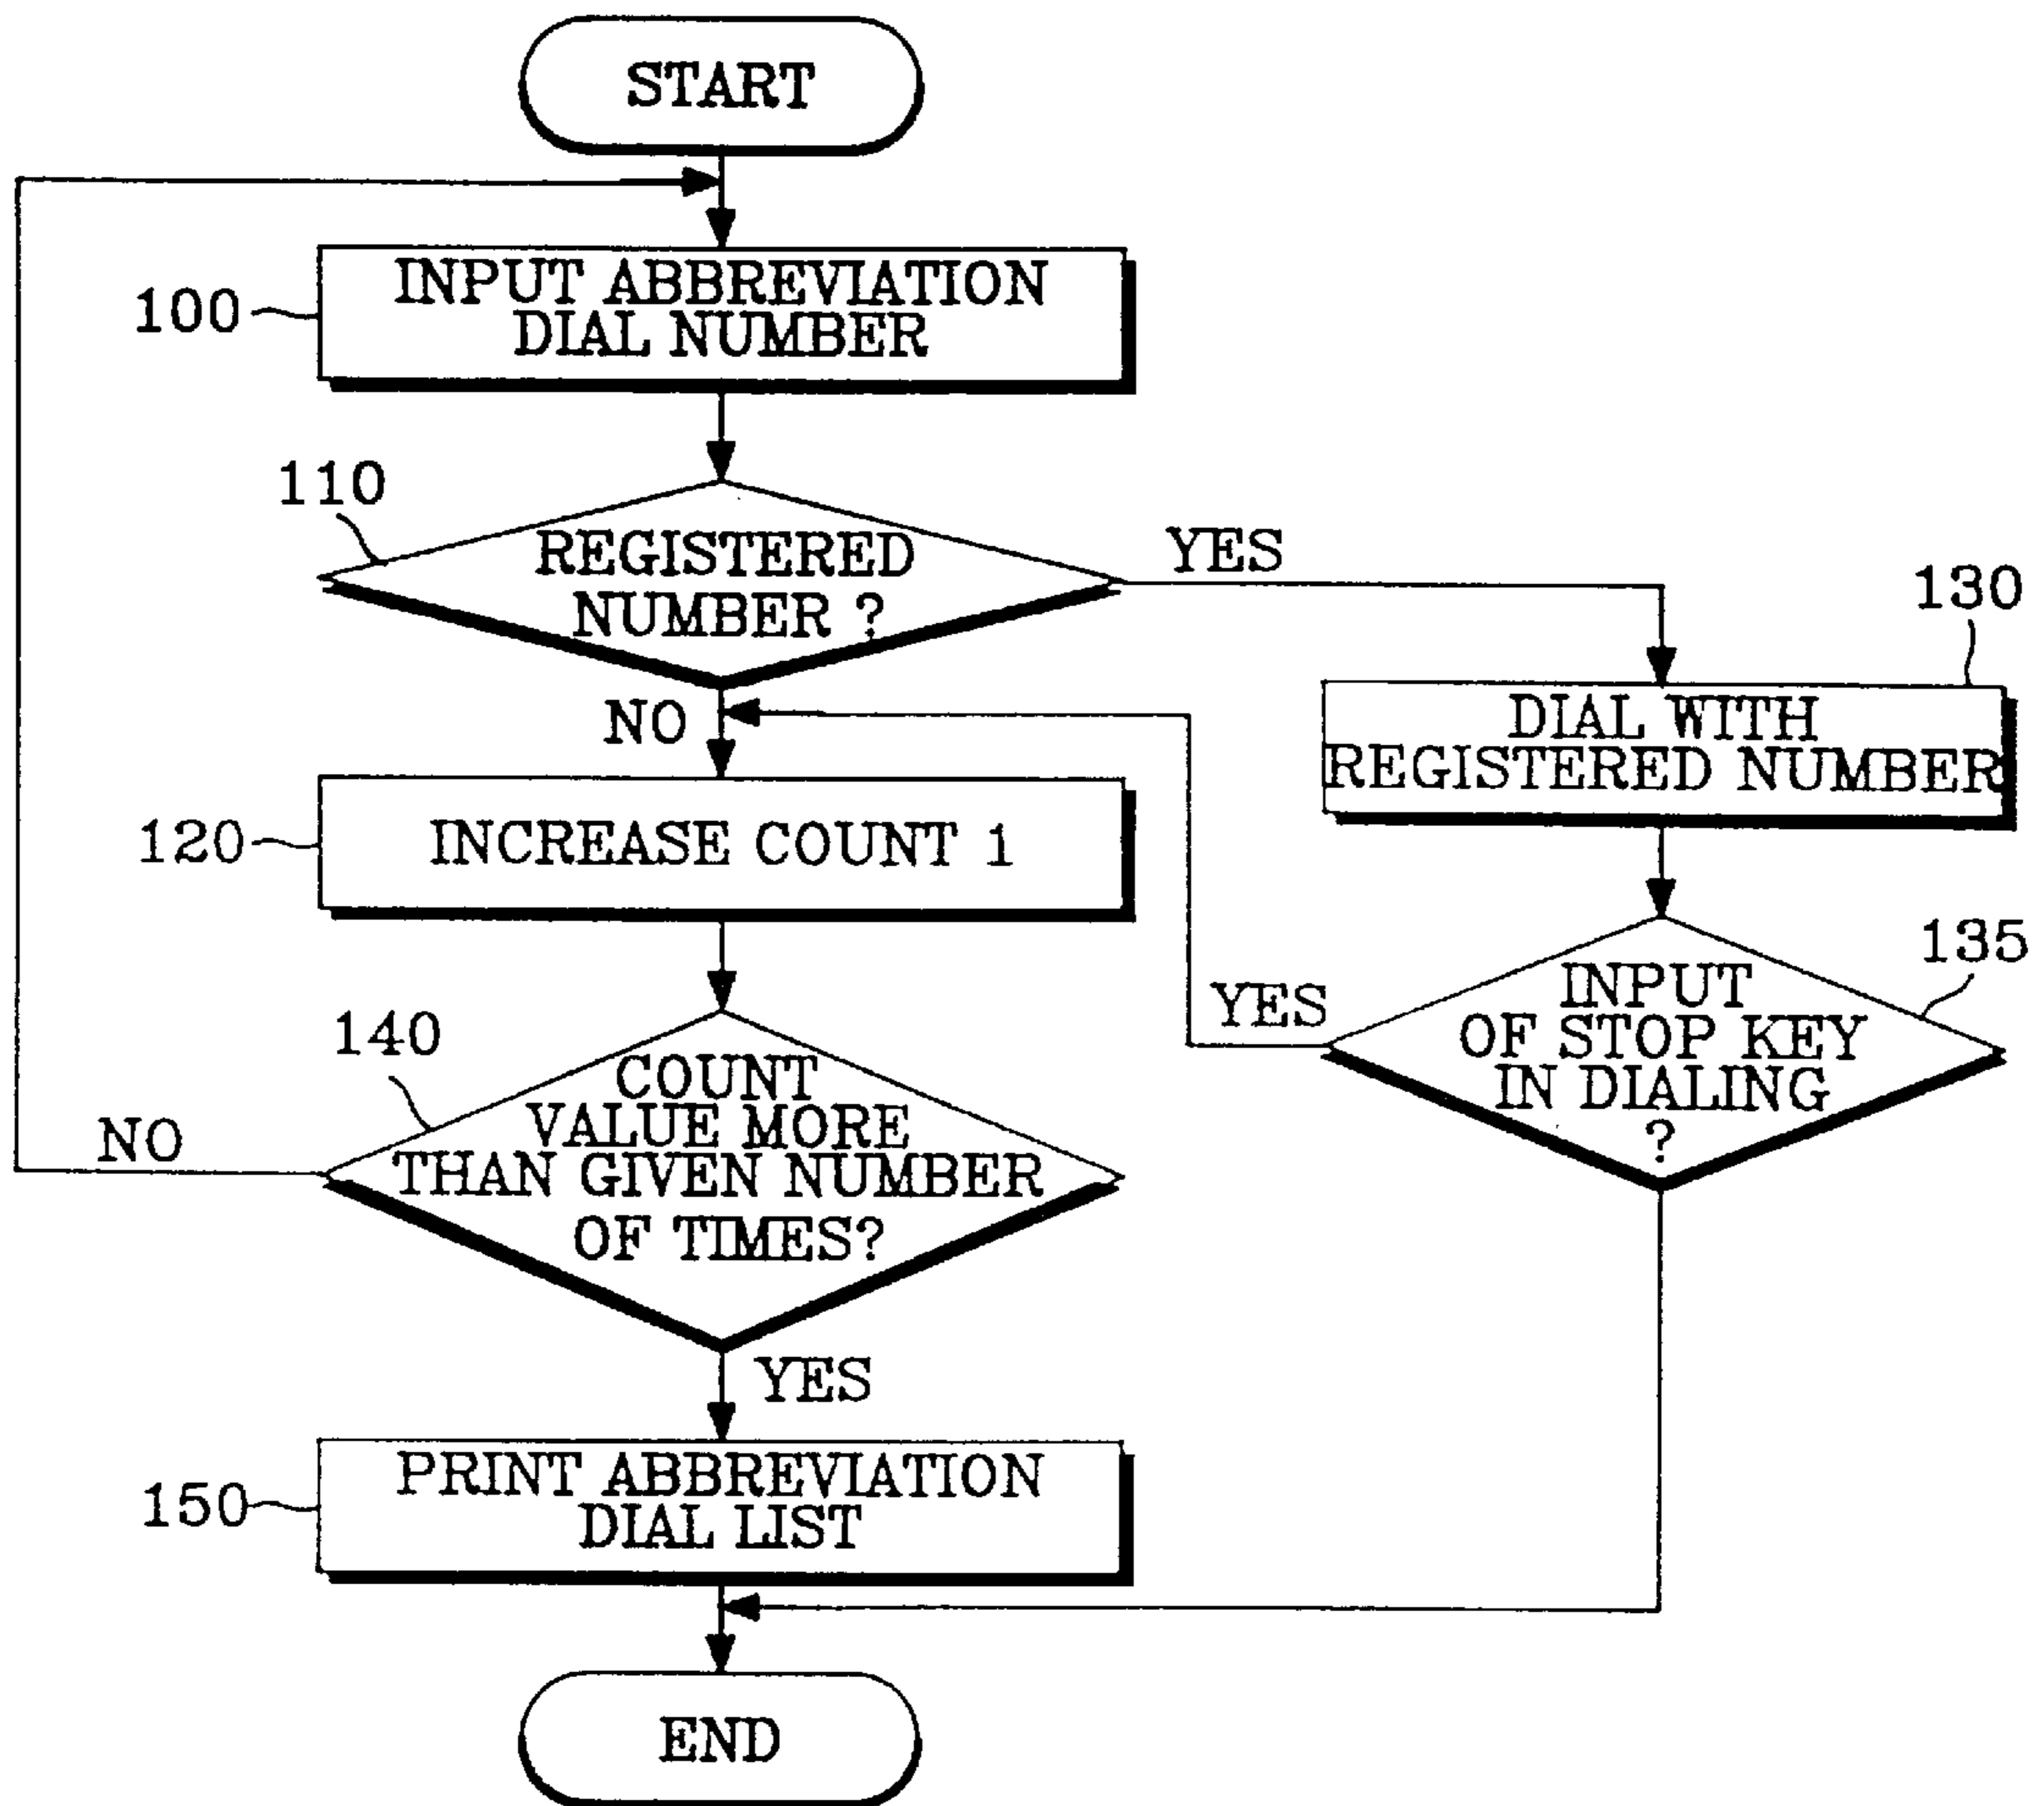 START
100
INPUT ABBREVIATION
DIAL NUMBER
110
REGISTERED
NUMBER ?
YES
NO
130
DIAL WITH
REGISTERED NUMBER
120
INCREASE COUNT 1
135
INPUT
OF STOP KEY
IN DIALING
?
YES
140
COUNT
VALUE MORE
THAN GIVEN NUMBER
OF TIMES?
NO
YES
150
PRINT ABBREVIATION
DIAL LIST
END